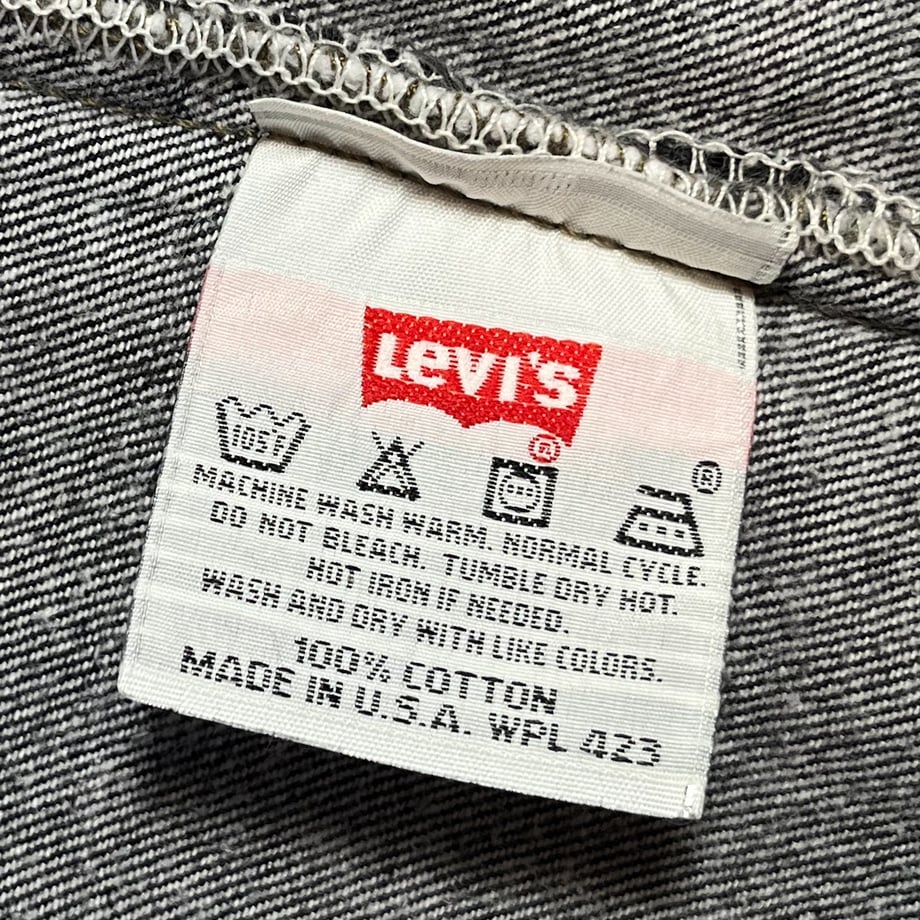 LEVI'S®
105F
®
MACHINE WASH WARM. NORMAL CYCLE.
DO NOT BLEACH. TUMBLE DRY HOT.
HOT IRON IF NEEDED.
WASH AND DRY WITH LIKE COLORS.
100% COTTON
MADE IN U.S.A. WPL 423